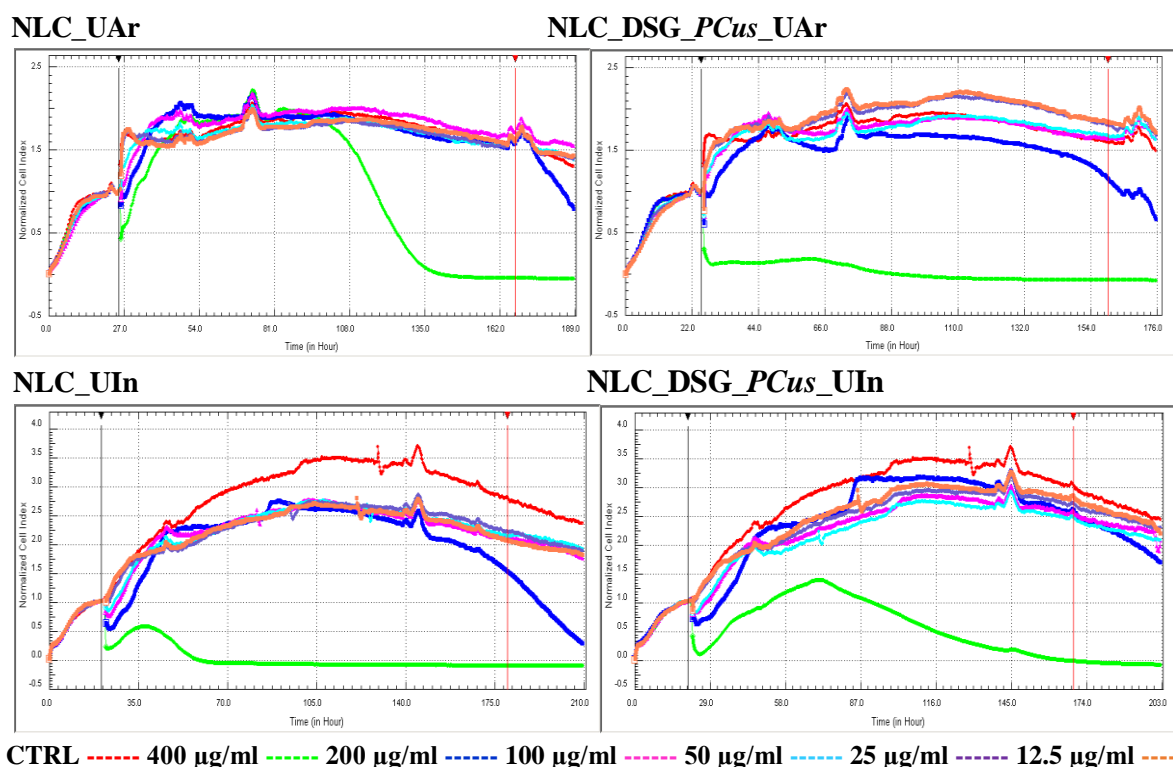 NLC_UAr
NLC_DSG_PCus_UAr
2.5
1.5
0.5
-0.5
Normalized Cell Index
0.0 27.0 54.0 81.0 108.0 135.0 162.0 189.0
Time (in Hour)
2.5
1.5
0.5
-0.5
Normalized Cell Index
0.0 22.0 44.0 66.0 88.0 110.0 132.0 154.0 176.0
Time (in Hour)
NLC_UIn
NLC_DSG_PCus_UIn
4.0
3.5
3.0
2.5
2.0
1.5
1.0
0.5
0.0
-0.5
Normalized Cell Index
0.0 35.0 70.0 105.0 140.0 175.0 210.0
Time (in Hour)
4.0
3.5
3.0
2.5
2.0
1.5
1.0
0.5
0.0
-0.5
Normalized Cell Index
0.0 29.0 58.0 87.0 116.0 145.0 174.0 203.0
Time (in Hour)
CTRL 400 µg/ml 200 µg/ml 100 µg/ml 50 µg/ml 25 µg/ml 12.5 µg/ml